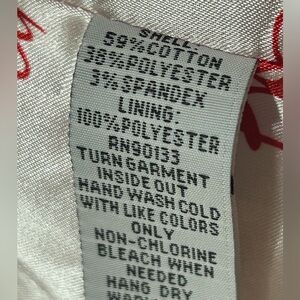 SHELL:
59%COTTON
38%POLYESTER
3%SPANDEX
LINING:
100%POLYESTER
RN90133
TURN GARMENT
INSIDE OUT
HAND WASH COLD
WITH LIKE COLORS
ONLY
NON-CHLORINE
BLEACH WHEN
NEEDED
HANG DRY